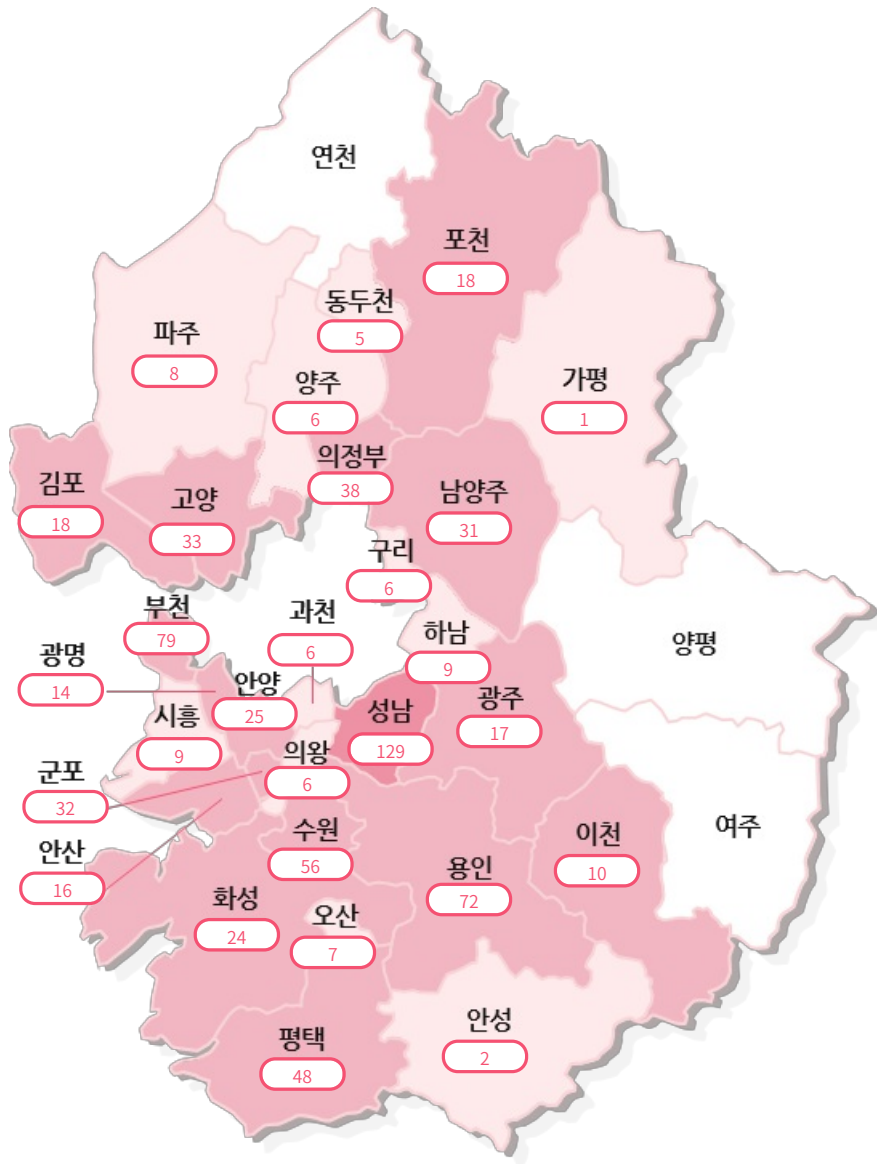 연천
포천
18
동두천
5
파주
8
양주
6
가평
1
의정부
38
김포
18
고양
33
남양주
31
구리
6
부천
79
과천
6
하남
9
양평
광명
14
안양
25
시흥
9
성남
129
광주
17
의왕
6
군포
32
수원
56
이천
10
여주
안산
16
용인
72
화성
24
오산
7
안성
2
평택
48